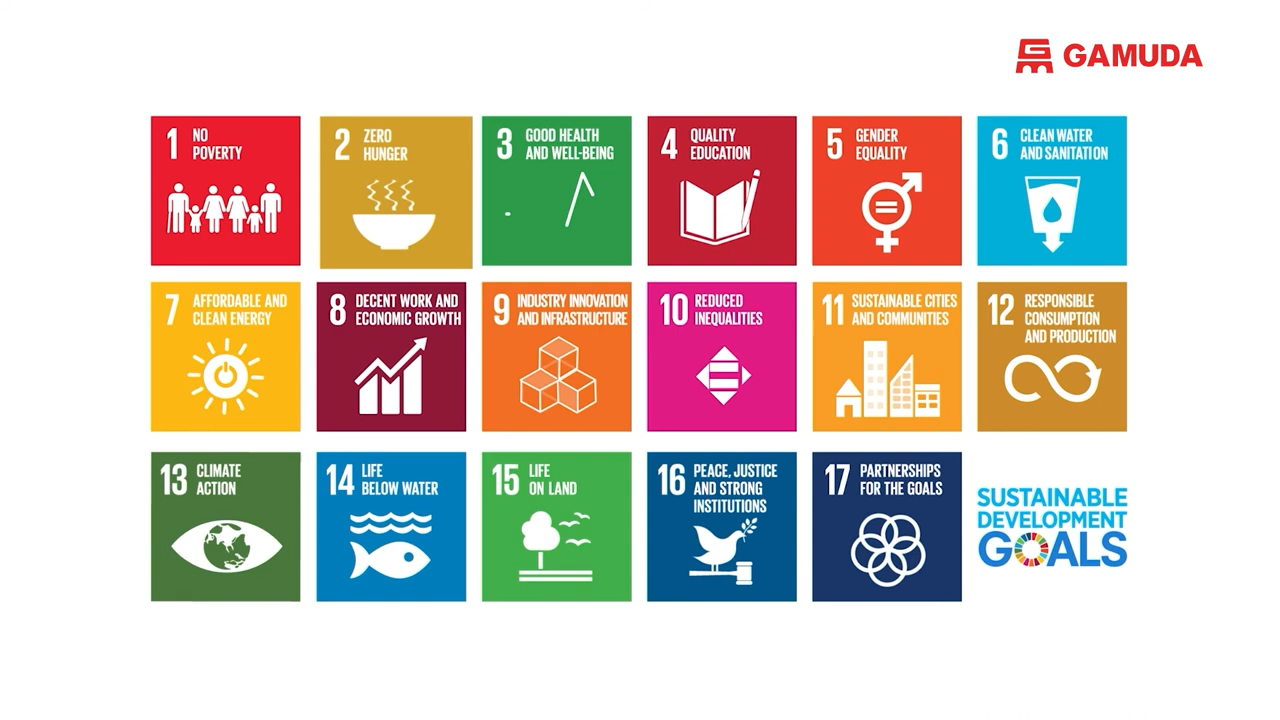 GAMUDA
1 NO
POVERTY
2 ZERO
HUNGER
3 GOOD HEALTH
AND WELL-BEING
4 QUALITY
EDUCATION
5 GENDER
EQUALITY
6 CLEAN WATER
AND SANITATION
7 AFFORDABLE AND
CLEAN ENERGY
8 DECENT WORK AND
ECONOMIC GROWTH
9 INDUSTRY INNOVATION
AND INFRASTRUCTURE
10 REDUCED
INEQUALITIES
11 SUSTAINABLE CITIES
AND COMMUNITIES
12 RESPONSIBLE
CONSUMPTION
AND PRODUCTION
13 CLIMATE
ACTION
14 LIFE
BELOW WATER
15 LIFE
ON LAND
16 PEACE, JUSTICE
AND STRONG
INSTITUTIONS
17 PARTNERSHIPS
FOR THE GOALS
SUSTAINABLE
DEVELOPMENT
GOALS